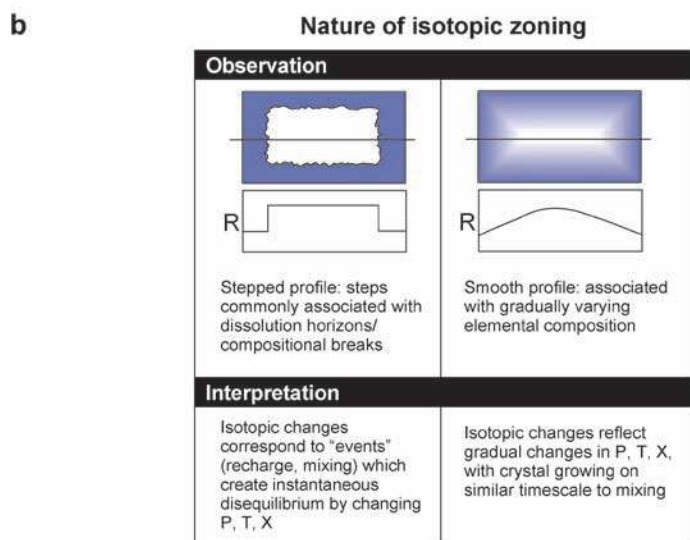 b
Nature of isotopic zoning
Observation
R
R
Stepped profile: steps
commonly associated with
dissolution horizons/
compositional breaks
Smooth profile: associated
with gradually varying
elemental composition
Interpretation
Isotopic changes
correspond to “events”
(recharge, mixing) which
create instantaneous
disequilibrium by changing
P, T, X
Isotopic changes reflect
gradual changes in P, T, X,
with crystal growing on
similar timescale to mixing